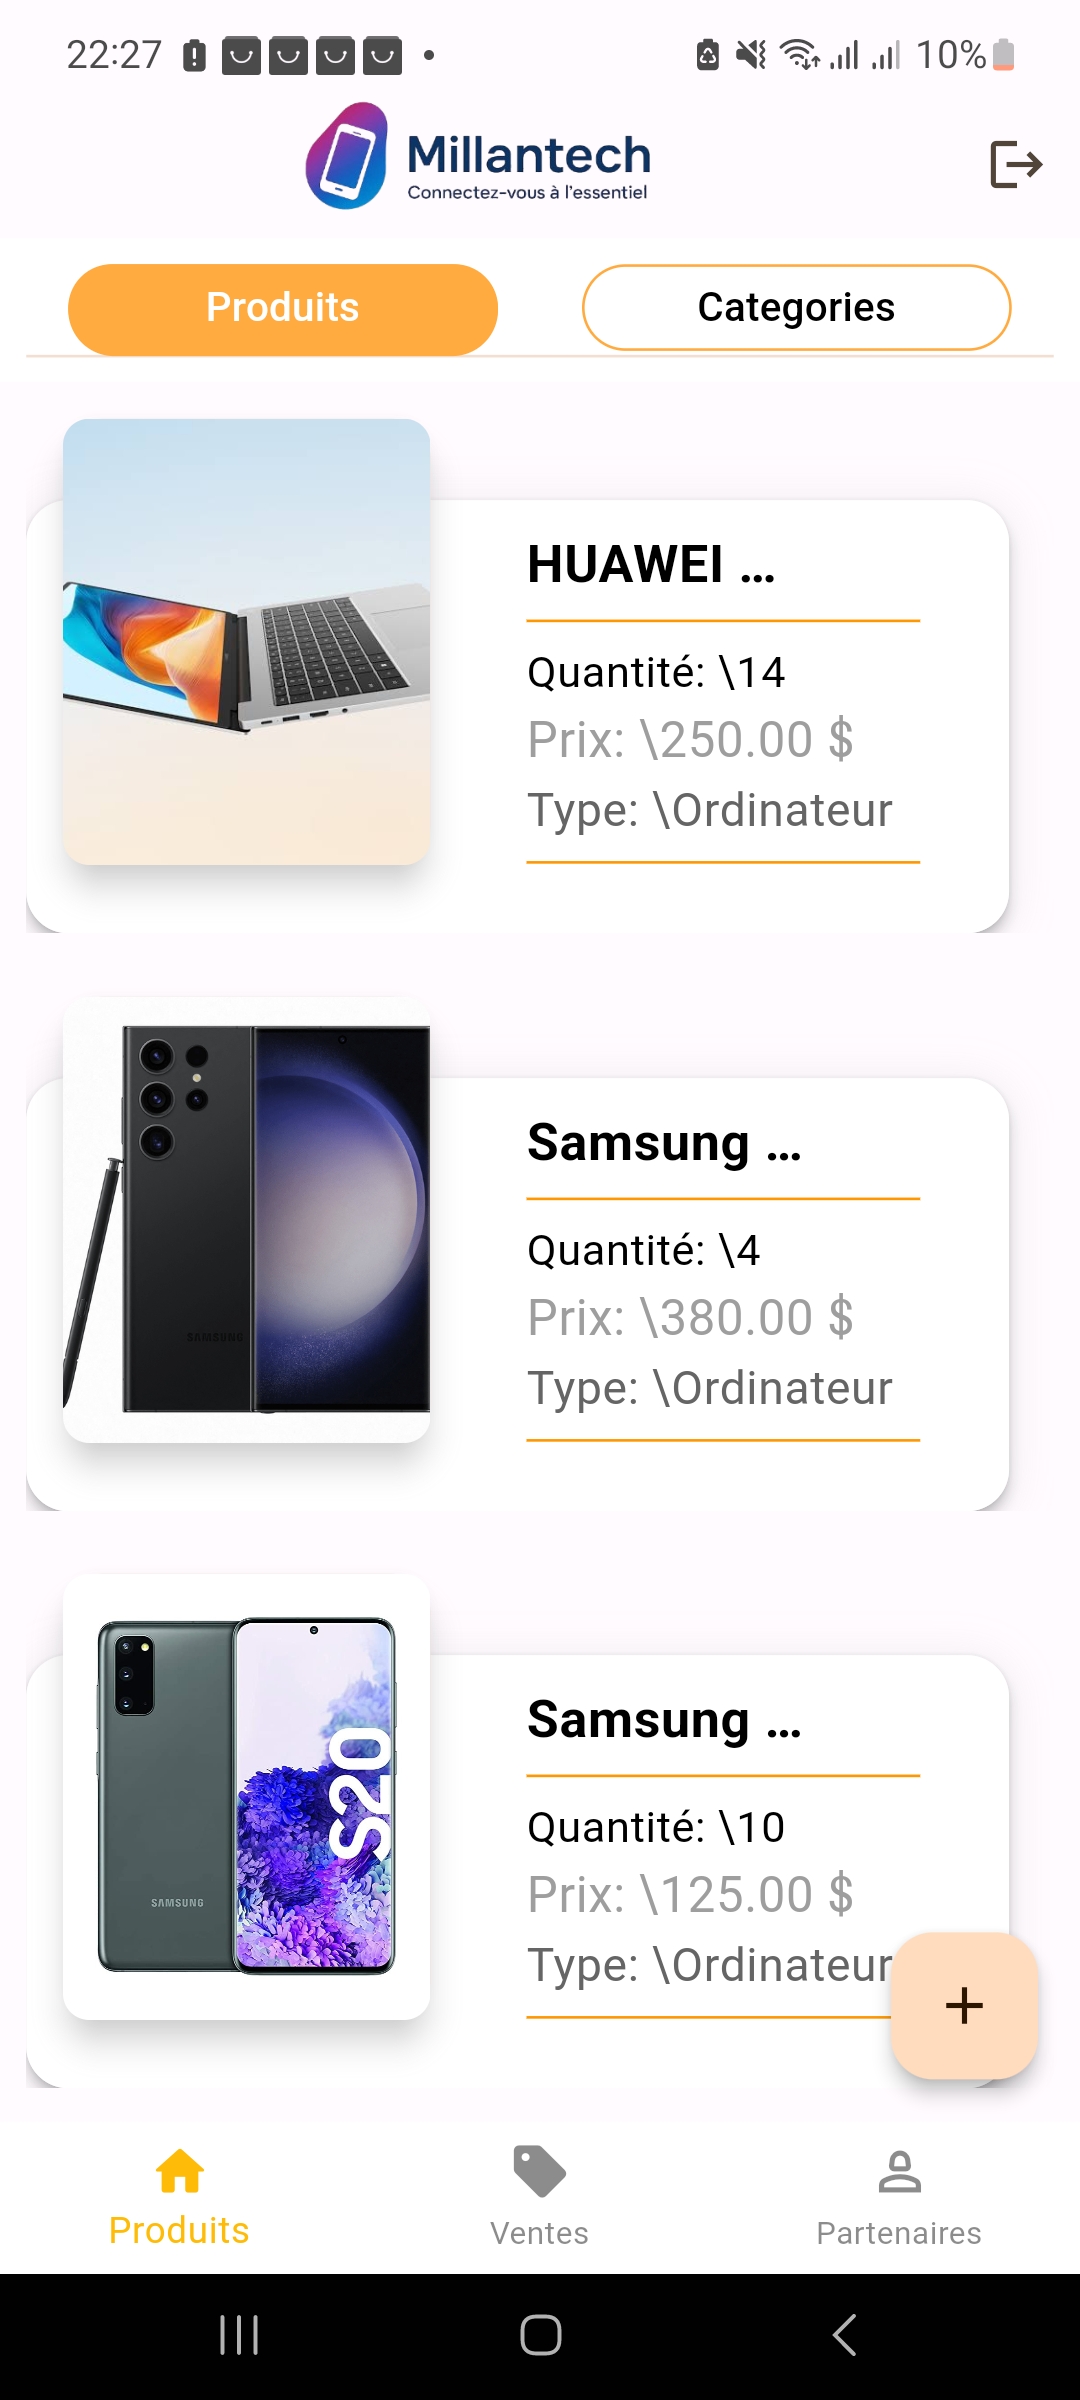 22:27
10%
Millantech
Connectez-vous à l'essentiel
Produits
Categories
HUAWEI ...
Quantité: \14
Prix: \250.00 $
Type: \Ordinateur
SAMSUNG
Samsung ...
Quantité: \4
Prix: \380.00 $
Type: \Ordinateur
S20
SAMSUNG
Samsung ...
Quantité: \10
Prix: \125.00 $
Type: \Ordinateur
+
Produits
Ventes
Partenaires